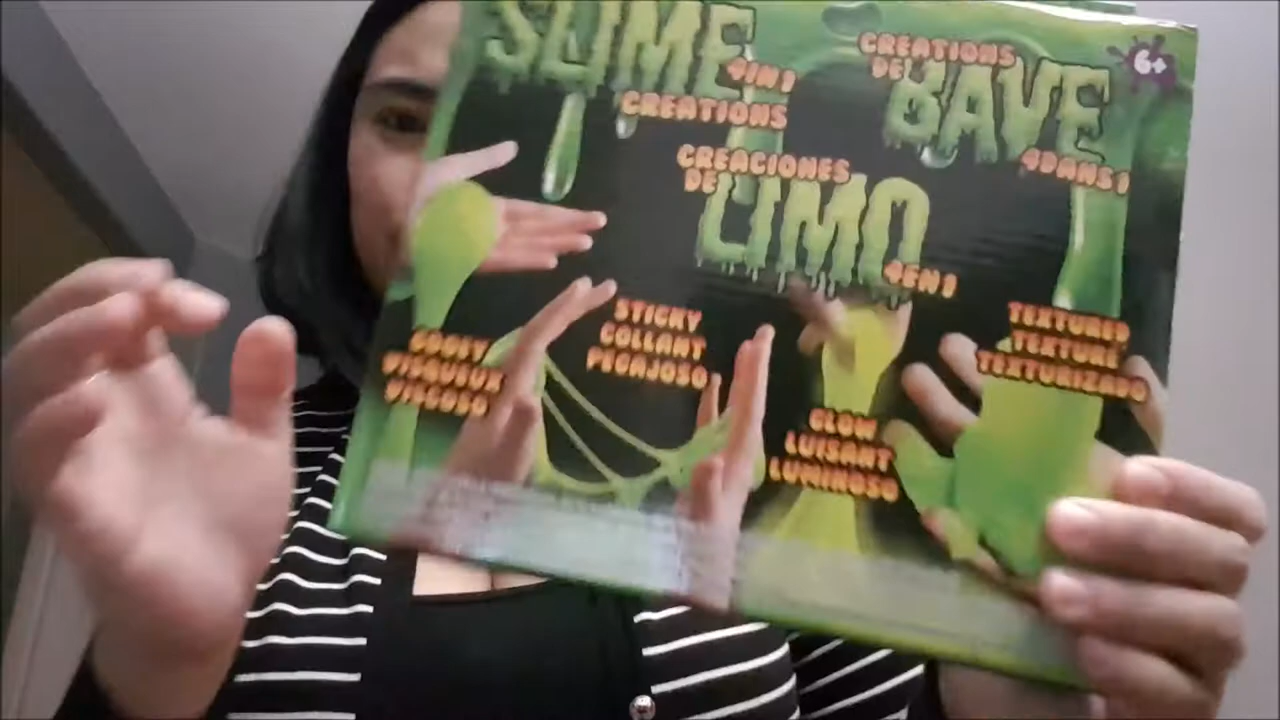 SLIME
4 IN 1
CREATIONS
CREATIONS
DE BAVE
4 DANS 1
6+
CREACIONES
DE LIMO
4 EN 1
GOOEY
VISQUEUX
VISCOSO
STICKY
COLLANT
PEGAJOSO
GLOW
LUISANT
LUMINOSO
TEXTURED
TEXTURÉ
TEXTURIZADO